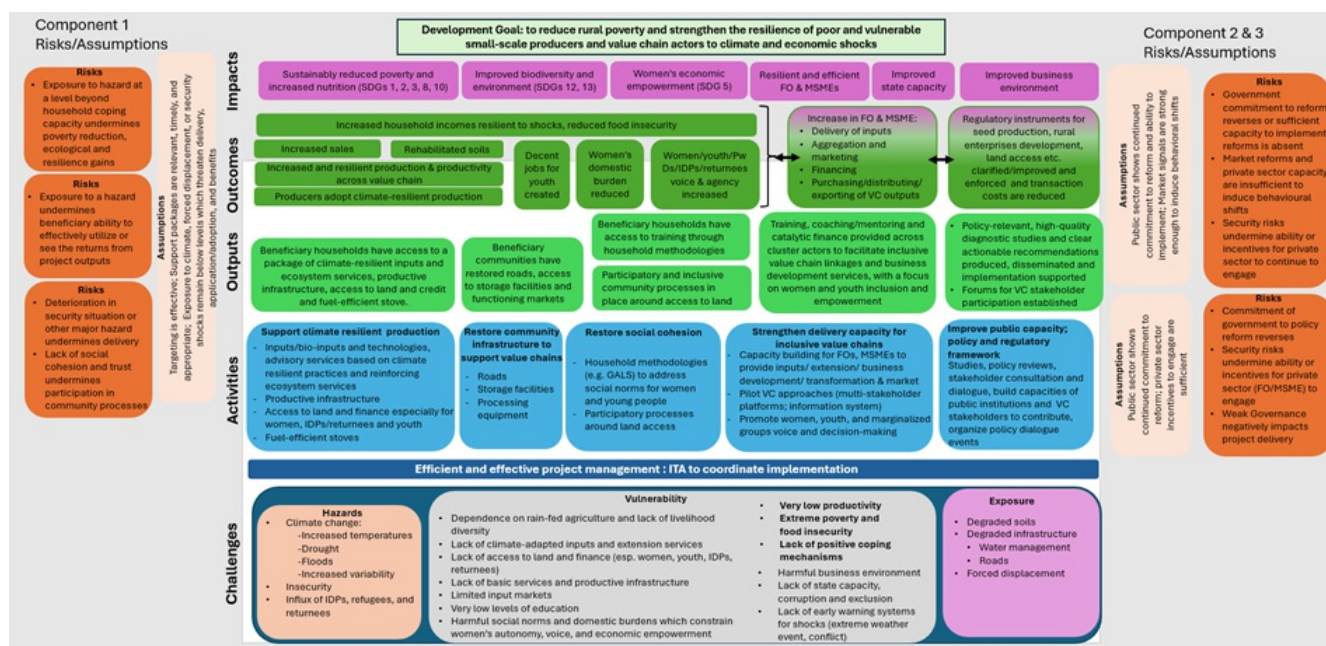 Component 1
Risks/Assumptions
Risks
• Exposure to hazard at
a level beyond
household coping
capacity undermines
poverty reduction,
ecological and
resilience gains
Risks
• Exposure to a hazard
undermines
beneficiary ability to
effectively utilize or
see the returns from
project outputs
Risks
• Deterioration in
security situation or
other major hazard
undermines delivery
• Lack of social
cohesion and trust
undermines
participation in
community processes
Assumptions
Targeting is effective; Support packages are relevant, timely, and
appropriate; Exposure to climate, forced displacement, or security
shocks remain below levels which threaten delivery,
application/adoption, and benefits
Development Goal: to reduce rural poverty and strengthen the resilience of poor and vulnerable
small-scale producers and value chain actors to climate and economic shocks
Impacts
Sustainably reduced poverty and
increased nutrition (SDGs 1, 2, 3, 8, 10)
Improved biodiversity and
environment (SDGs 12, 13)
Women's economic
empowerment (SDG 5)
Resilient and efficient
FO & MSMEs
Improved
state capacity
Improved business
environment
Outcomes
Increased household incomes resilient to shocks, reduced food insecurity
Increased sales
Rehabilitated soils
Increased and resilient production & productivity
across value chain
Producers adopt climate-resilient production
Decent
jobs for
youth
created
Women's
domestic
burden
reduced
Women/youth/Pw
Ds/IDPs/returnees
voice & agency
increased
Increase in FO & MSME:
• Delivery of inputs
• Aggregation and
marketing
• Financing
• Purchasing/distributing/
exporting of VC outputs
Regulatory instruments for
seed production, rural
enterprises development,
land access etc.
clarified/improved and
enforced and transaction
costs are reduced
Outputs
Beneficiary households have access to a
package of climate-resilient inputs and
ecosystem services, productive
infrastructure, access to land and credit
and fuel-efficient stove.
Beneficiary
communities have
restored roads, access
to storage facilities and
functioning markets
Beneficiary households have
access to training through
household methodologies
Participatory and inclusive
community processes in
place around access to land
Training, coaching/mentoring and
catalytic finance provided across
cluster actors to facilitate inclusive
value chain linkages and business
development services, with a focus
on women and youth inclusion and
empowerment
• Policy-relevant, high-quality
diagnostic studies and clear
actionable recommendations
produced, disseminated and
implementation supported
• Forums for VC stakeholder
participation established
Activities
Support climate resilient production
- Inputs/bio-inputs and technologies,
advisory services based on climate
resilient practices and reinforcing
ecosystem services
- Productive infrastructure
- Access to land and finance especially for
women, IDPs/returnees and youth
- Fuel-efficient stoves
Restore community
infrastructure to
support value chains
- Roads
- Storage facilities
- Processing
equipment
Restore social cohesion
- Household methodologies
(e.g. GALS) to address
social norms for women
and young people
- Participatory processes
around land access
Strengthen delivery capacity for
inclusive value chains
- Capacity building for FOs, MSMEs to
provide inputs/ extension/ business
development/ transformation & market
- Pilot VC approaches (multi-stakeholder
platforms; information system)
- Promote women, youth, and marginalized
groups voice and decision-making
Improve public capacity;
policy and regulatory
framework
Studies, policy reviews,
stakeholder consultation and
dialogue, build capacities of
public institutions and VC
stakeholders to contribute,
organize policy dialogue
events
Efficient and effective project management : ITA to coordinate implementation
Challenges
Hazards
• Climate change:
-Increased temperatures
-Drought
-Floods
-Increased variability
• Insecurity
• Influx of IDPs, refugees, and
returnees
Vulnerability
• Dependence on rain-fed agriculture and lack of livelihood
diversity
• Lack of climate-adapted inputs and extension services
• Lack of access to land and finance (esp. women, youth, IDPs,
returnees)
• Lack of basic services and productive infrastructure
• Limited input markets
• Very low levels of education
• Harmful social norms and domestic burdens which constrain
women's autonomy, voice, and economic empowerment
• Very low productivity
• Extreme poverty and
food insecurity
• Lack of positive coping
mechanisms
• Harmful business environment
• Lack of state capacity,
corruption and exclusion
• Lack of early warning systems
for shocks (extreme weather
event, conflict)
Exposure
• Degraded soils
• Degraded infrastructure
• Water management
• Roads
• Forced displacement
Component 2 & 3
Risks/Assumptions
Assumptions
Public sector shows continued
commitment to reform and ability to
implement; Market signals are strong
enough to induce behavioral shifts
Assumptions
Public sector shows
continued commitment to
reform; private sector
incentives to engage are
sufficient
Risks
• Government
commitment to reform
reverses or sufficient
capacity to implement
reforms is absent
• Market reforms and
private sector capacity
are insufficient to
induce behavioural
shifts
• Security risks
undermine ability or
incentives for private
sector to continue to
engage
Risks
• Commitment of
government to policy
reform reverses
• Security risks
undermine ability or
incentives for private
sector (FO/MSME) to
engage
• Weak Governance
negatively impacts
project delivery